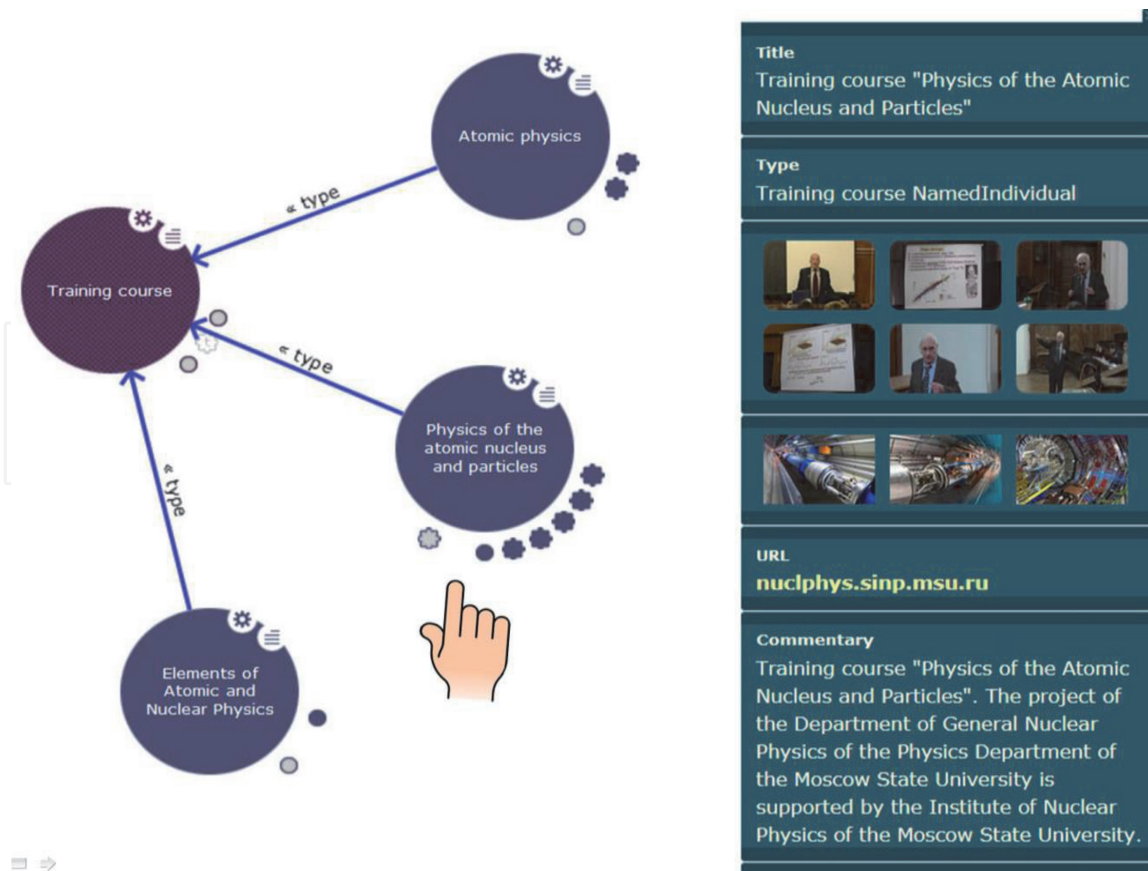 Atomic physics
« type
Training course
« type
Physics of the
atomic nucleus
and particles
« type
Elements of
Atomic and
Nuclear Physics
Title
Training course "Physics of the Atomic
Nucleus and Particles"
Type
Training course NamedIndividual
URL
nuclphys.sinp.msu.ru
Commentary
Training course "Physics of the Atomic
Nucleus and Particles". The project of
the Department of General Nuclear
Physics of the Physics Department of
the Moscow State University is
supported by the Institute of Nuclear
Physics of the Moscow State University.